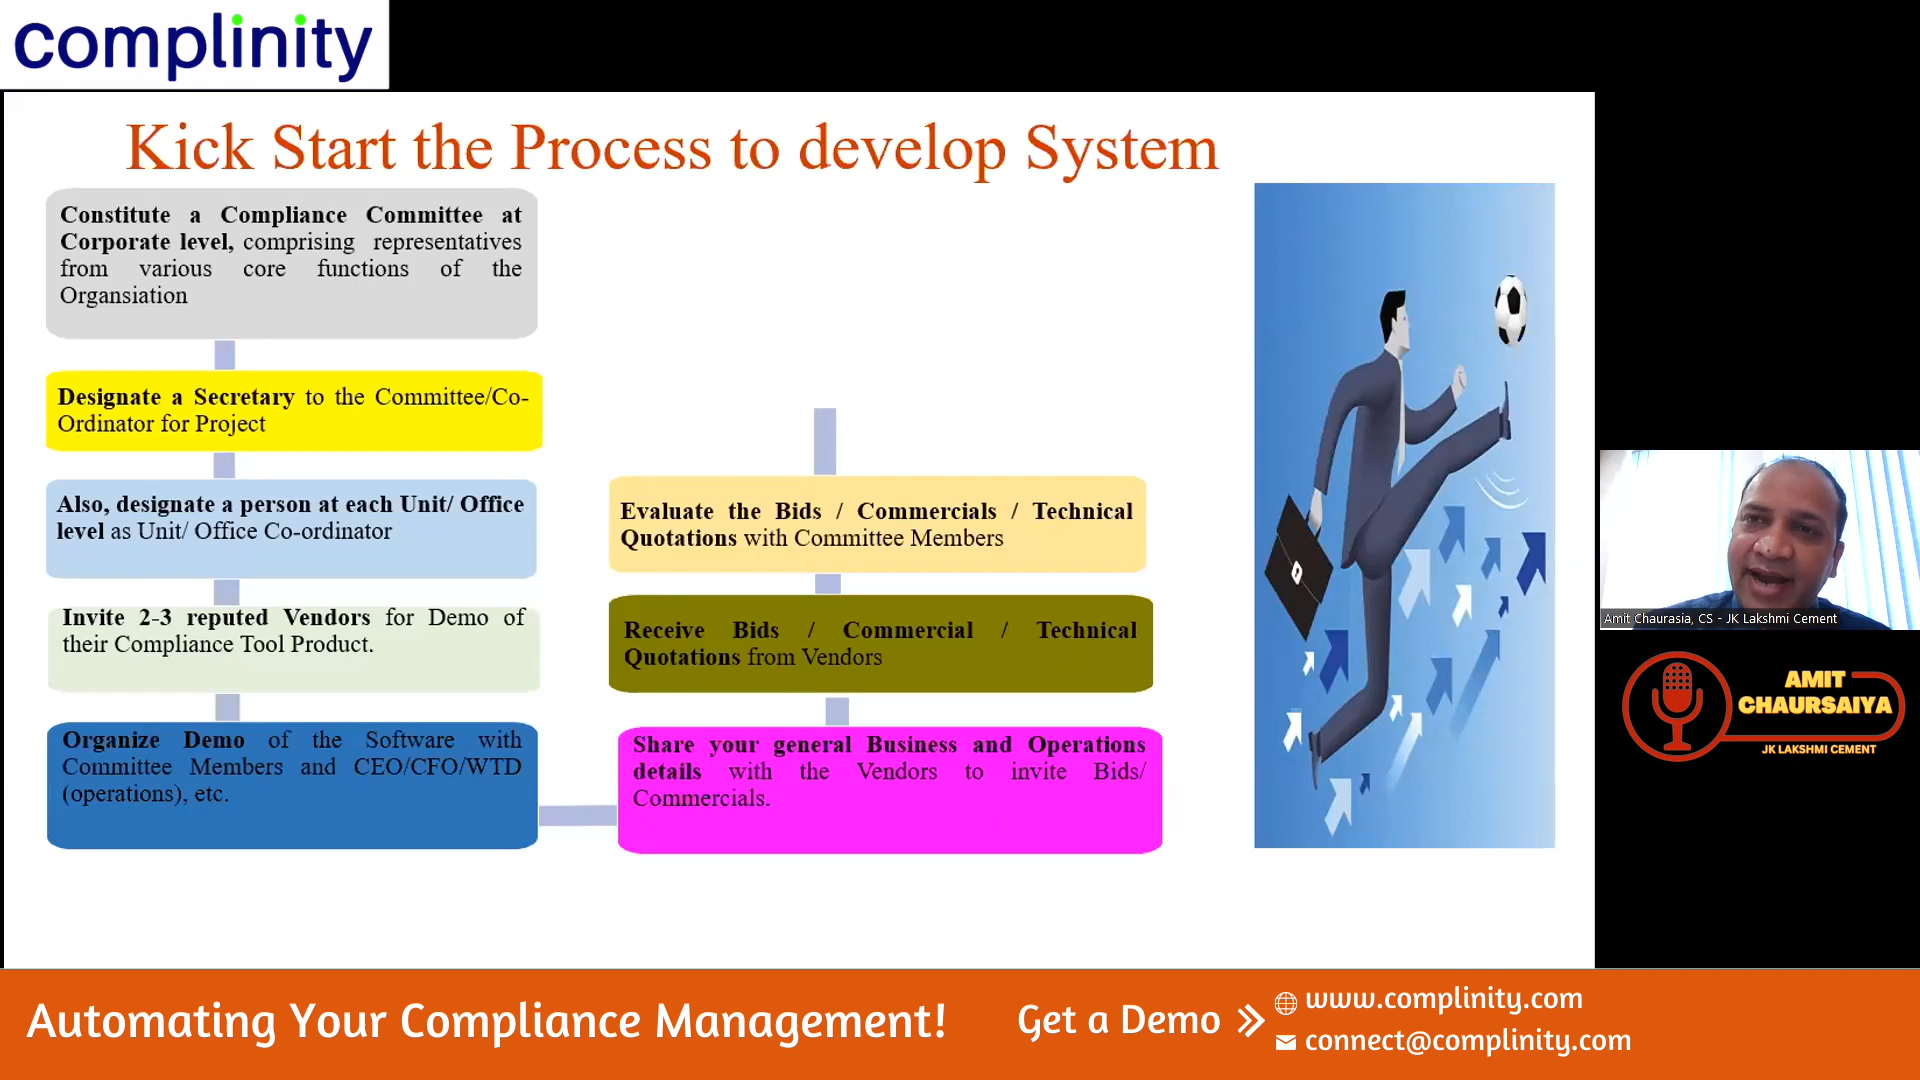 complinity
Kick Start the Process to develop System
Constitute a Compliance Committee at
Corporate level, comprising representatives
from various core functions of the
Organsiation
Designate a Secretary to the Committee/Co-
Ordinator for Project
Also, designate a person at each Unit/ Office
level as Unit/ Office Co-ordinator
Invite 2-3 reputed Vendors for Demo of
their Compliance Tool Product.
Organize Demo of the Software with
Committee Members and CEO/CFO/WTD
(operations), etc.
Evaluate the Bids / Commercials / Technical
Quotations with Committee Members
Receive Bids / Commercial / Technical
Quotations from Vendors
Share your general Business and Operations
details with the Vendors to invite Bids/
Commercials.
Amit Chaurasia, CS - JK Lakshmi Cement
AMIT
CHAURSAIYA
JK LAKSHMI CEMENT
Automating Your Compliance Management!
Get a Demo
www.complinity.com
connect@complinity.com